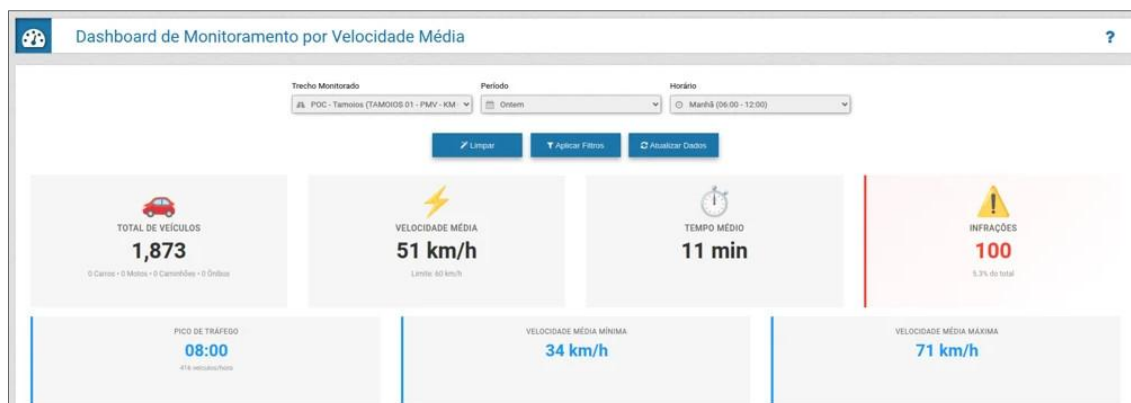 Dashboard de Monitoramento por Velocidade Média
?
Trecho Monitorado
Período
Horário
POC - Tamoios (TAMOIOS 01 - PMV - KM
Ontem
Manhã (06:00 - 12:00)
Limpar
Aplicar Filtros
Atualizar Dados
TOTAL DE VEÍCULOS
1,873
0 Carros • 0 Motos • 0 Caminhões • 0 Ônibus
VELOCIDADE MÉDIA
51 km/h
Limite: 60 km/h
TEMPO MÉDIO
11 min
INFRAÇÕES
100
5.3% do total
PICO DE TRÁFEGO
08:00
416 veículos/hora
VELOCIDADE MÉDIA MÍNIMA
34 km/h
VELOCIDADE MÉDIA MÁXIMA
71 km/h